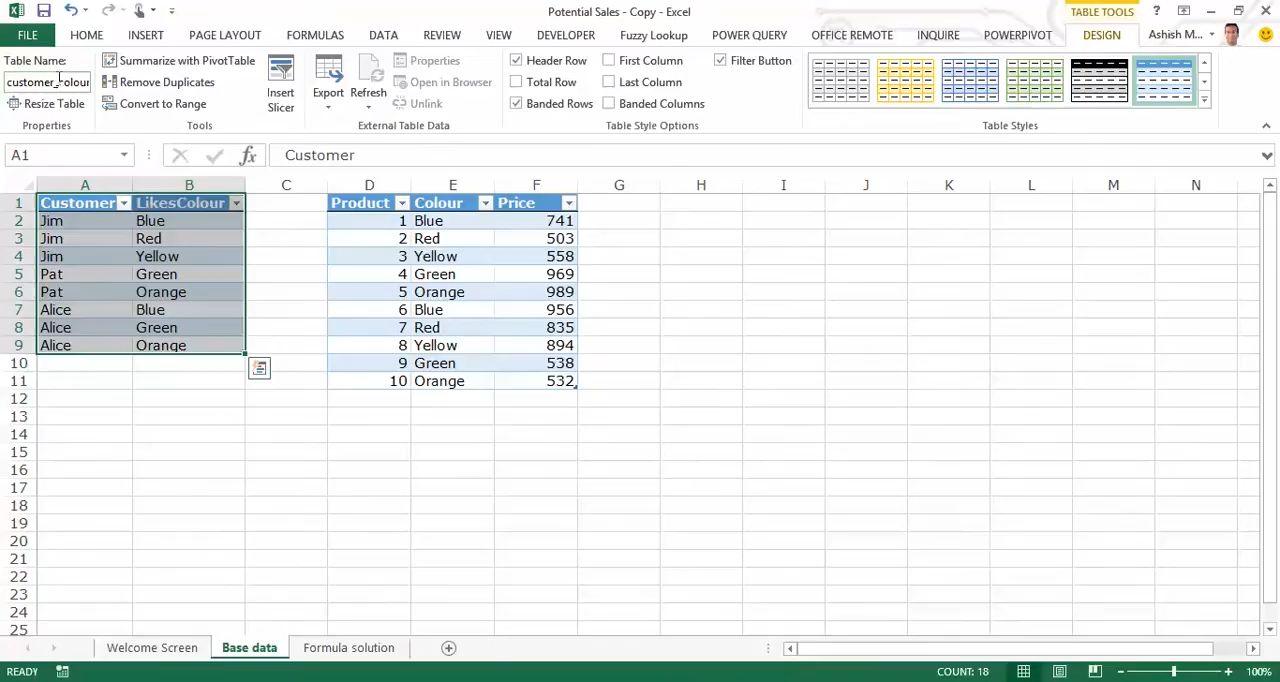 Potential Sales - Copy - Excel
TABLE TOOLS
?
FILE HOME INSERT PAGE LAYOUT FORMULAS DATA REVIEW VIEW DEVELOPER Fuzzy Lookup POWER QUERY OFFICE REMOTE INQUIRE POWERPIVOT DESIGN Ashish M...
Table Name:
customer_colour
Resize Table
Properties
Summarize with PivotTable
Remove Duplicates
Convert to Range
Tools
Insert
Slicer
Export
Refresh
Properties
Open in Browser
Unlink
External Table Data
Header Row
Total Row
Banded Rows
First Column
Last Column
Banded Columns
Filter Button
Table Style Options
Table Styles
A1
fx
Customer
A B C D E F G H I J K L M N
1 Customer LikesColour Product Colour Price
2 Jim Blue 1 Blue 741
3 Jim Red 2 Red 503
4 Jim Yellow 3 Yellow 558
5 Pat Green 4 Green 969
6 Pat Orange 5 Orange 989
7 Alice Blue 6 Blue 956
8 Alice Green 7 Red 835
9 Alice Orange 8 Yellow 894
10 9 Green 538
11 10 Orange 532
12
13
14
15
16
17
18
19
20
21
22
23
24
25
Welcome Screen Base data Formula solution
READY
COUNT: 18
100%